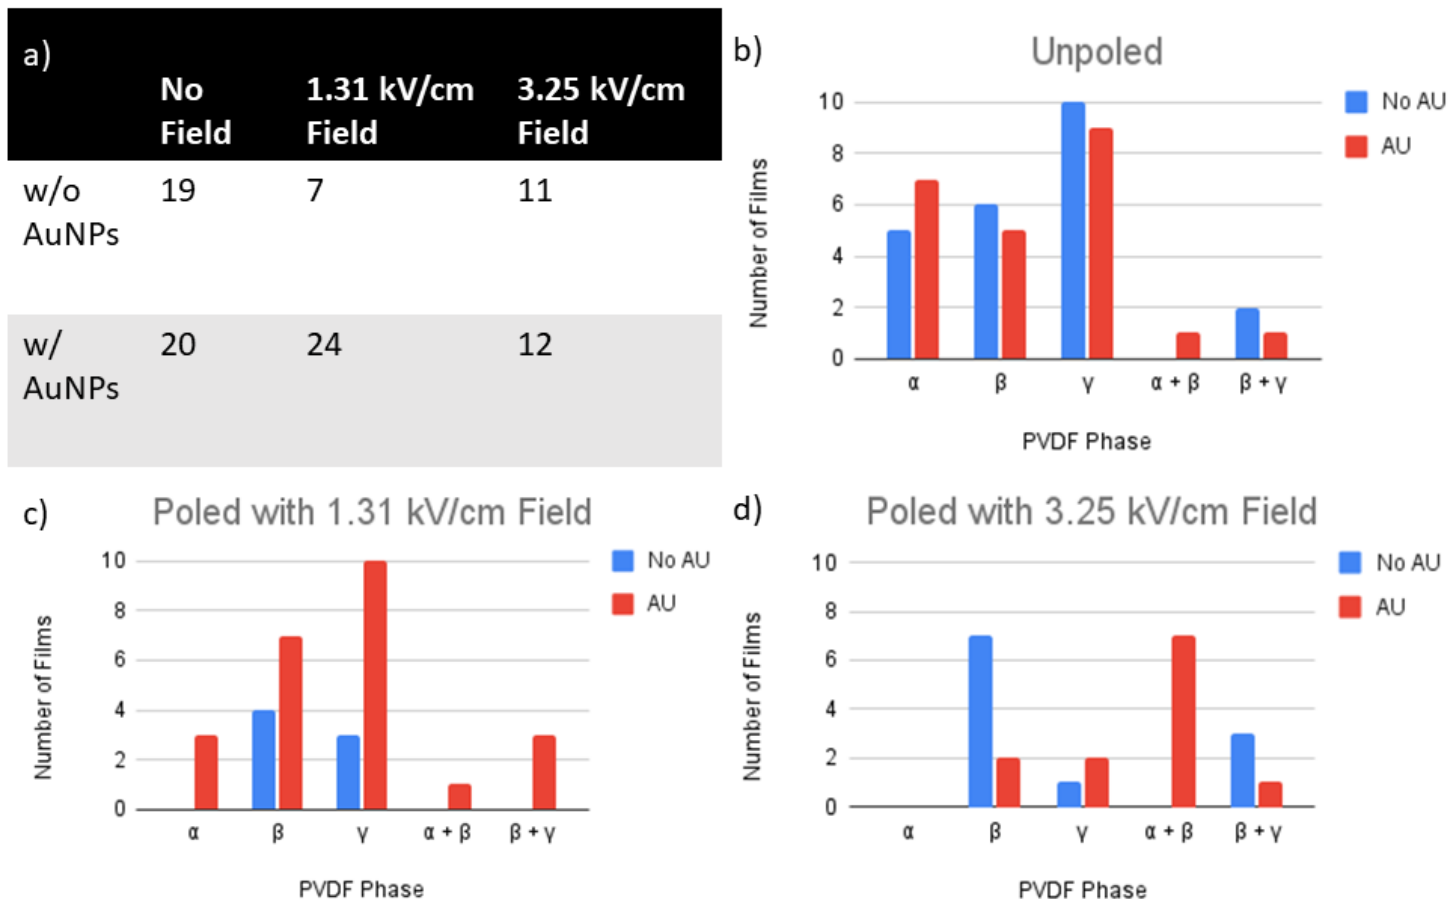 a)
No
Field
1.31 kV/cm
Field
3.25 kV/cm
Field
w/o
AuNPs
19
7
11
w/
AuNPs
20
24
12
b)
Unpoled
No AU
AU
Number of Films
10
8
6
4
2
0
α
β
γ
α + β
β + γ
PVDF Phase
c)
Poled with 1.31 kV/cm Field
No AU
AU
Number of Films
10
8
6
4
2
0
α
β
γ
α + β
β + γ
PVDF Phase
d)
Poled with 3.25 kV/cm Field
No AU
AU
Number of Films
10
8
6
4
2
0
α
β
γ
α + β
β + γ
PVDF Phase